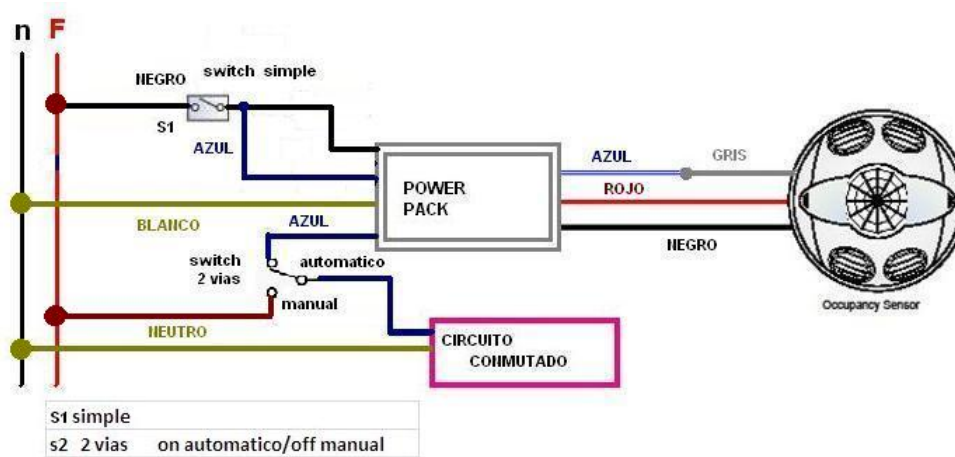 n F
NEGRO switch simple
S1
AZUL
AZUL GRIS
POWER
PACK
ROJO
BLANCO
AZUL
NEGRO
switch
2 vias
automatico
manual
Occupancy Sensor
NEUTRO
CIRCUITO
CONMUTADO
S1 simple
s2 2 vias on automatico/off manual